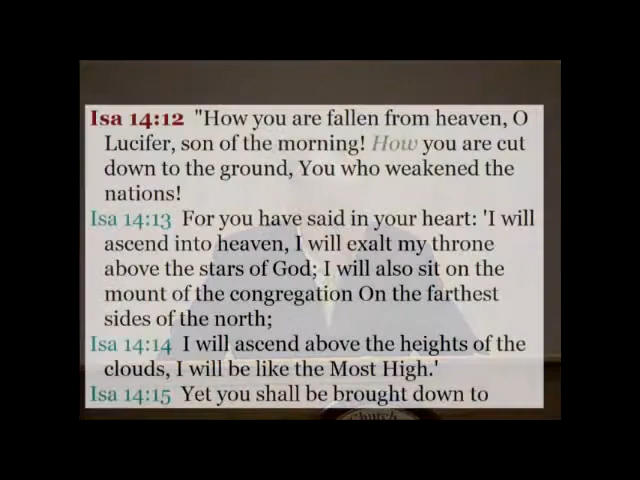 Isa 14:12 "How you are fallen from heaven, O
Lucifer, son of the morning! How you are cut
down to the ground, You who weakened the
nations!
Isa 14:13 For you have said in your heart: 'I will
ascend into heaven, I will exalt my throne
above the stars of God; I will also sit on the
mount of the congregation On the farthest
sides of the north;
Isa 14:14 I will ascend above the heights of the
clouds, I will be like the Most High.'
Isa 14:15 Yet you shall be brought down to
Church